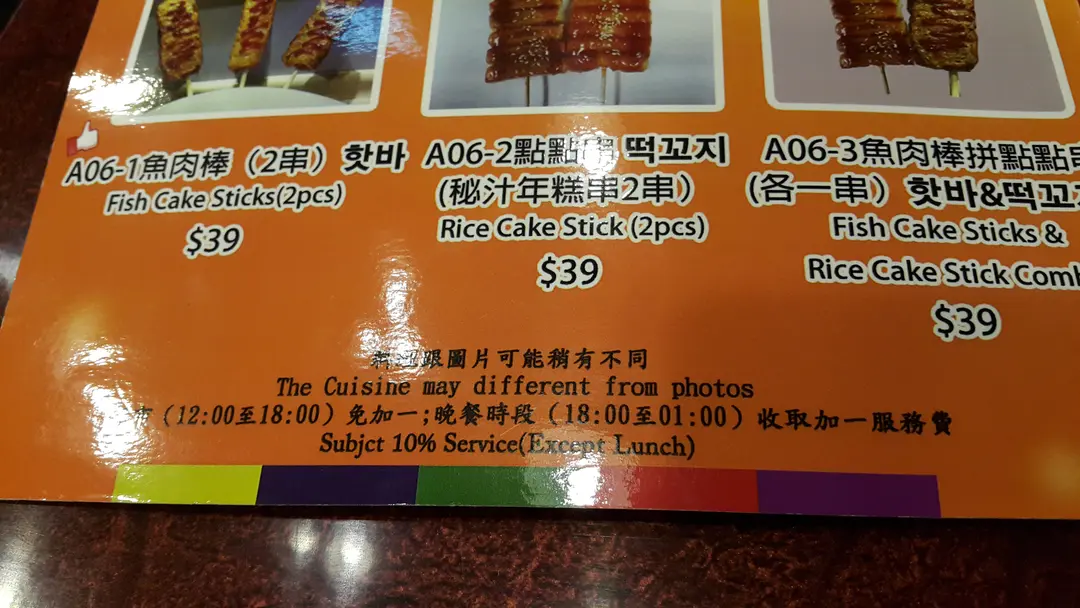 A06-1魚肉棒（2串）핫바
Fish Cake Sticks(2pcs)
$39
A06-2點點 떡꼬지
(秘汁年糕串2串）
Rice Cake Stick (2pcs)
$39
A06-3魚肉棒拼點點串
(各一串）핫바&떡꼬지
Fish Cake Sticks &
Rice Cake Stick
$39
跟圖片可能稍有不同
The Cuisine may different from photos
市（12:00至18:00）免加一;晚餐時段（18:00至01:00）收取加一服務費
Subjct 10% Service(Except Lunch)